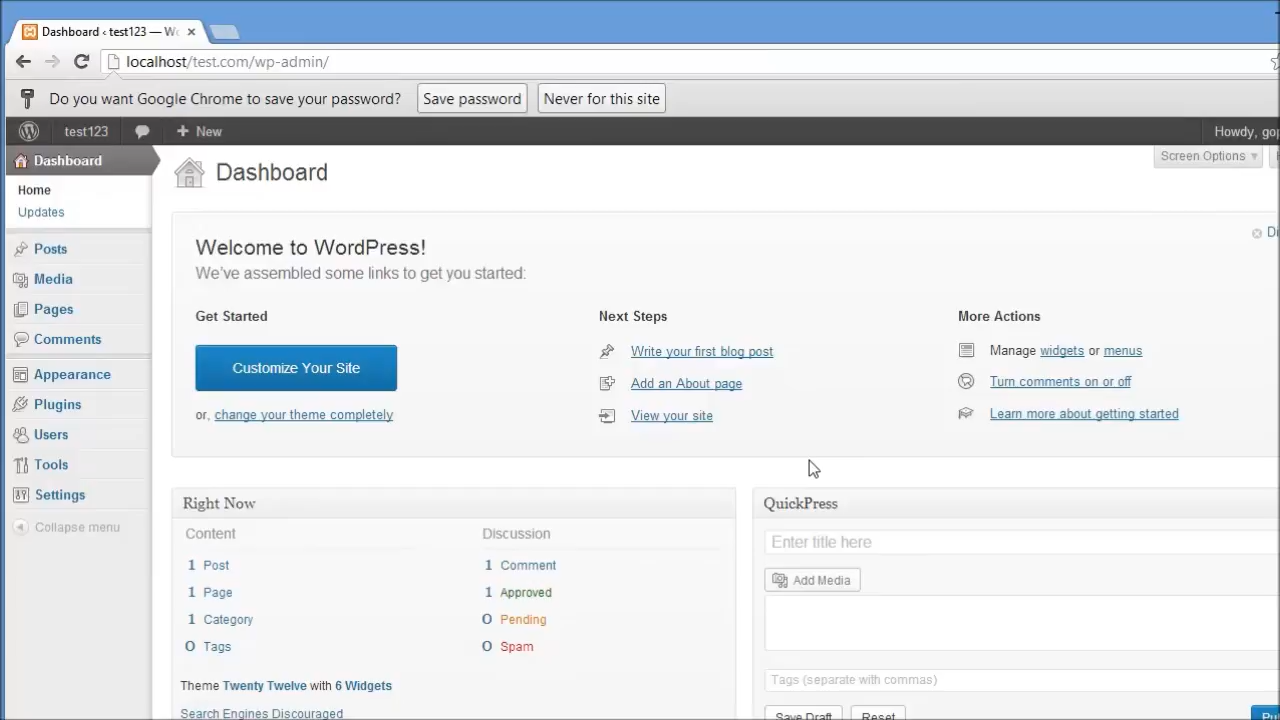 Dashboard ‹ test123 — Wo
localhost/test.com/wp-admin/
Do you want Google Chrome to save your password? Save password Never for this site
test123 + New Howdy, gop
Dashboard
Home
Updates
Posts
Media
Pages
Comments
Appearance
Plugins
Users
Tools
Settings
Collapse menu
Screen Options
Dashboard
Welcome to WordPress!
We've assembled some links to get you started:
Get Started
Customize Your Site
or, change your theme completely
Next Steps
Write your first blog post
Add an About page
View your site
More Actions
Manage widgets or menus
Turn comments on or off
Learn more about getting started
Right Now
Content
1 Post
1 Page
1 Category
0 Tags
Discussion
1 Comment
1 Approved
0 Pending
0 Spam
Theme Twenty Twelve with 6 Widgets
Search Engines Discouraged
QuickPress
Enter title here
Add Media
Tags (separate with commas)
Save Draft Reset